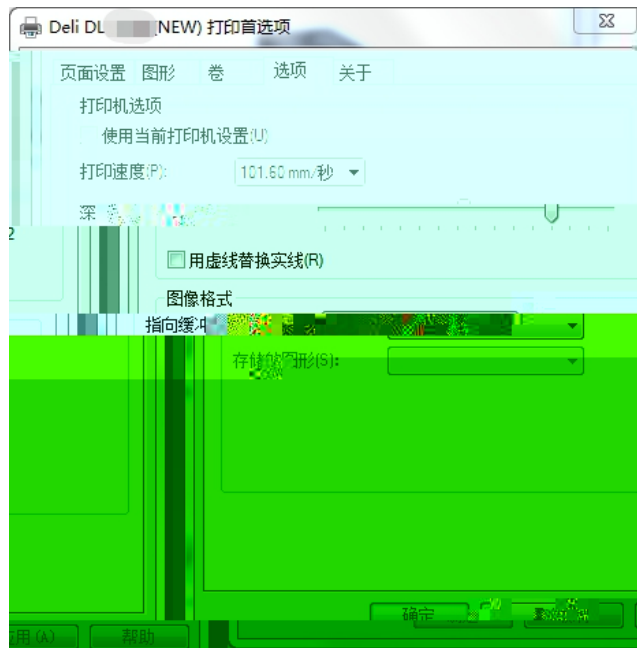 Deli DL (NEW) 打印首选项
页面设置 图形 卷 选项 关于
打印机选项
使用当前打印机设置(U)
打印速度(P): 101.60 mm/秒
深
2
用虚线替换实线(R)
图像格式
指向缓冲
存储的图形(S):
确定
用(A) 帮助